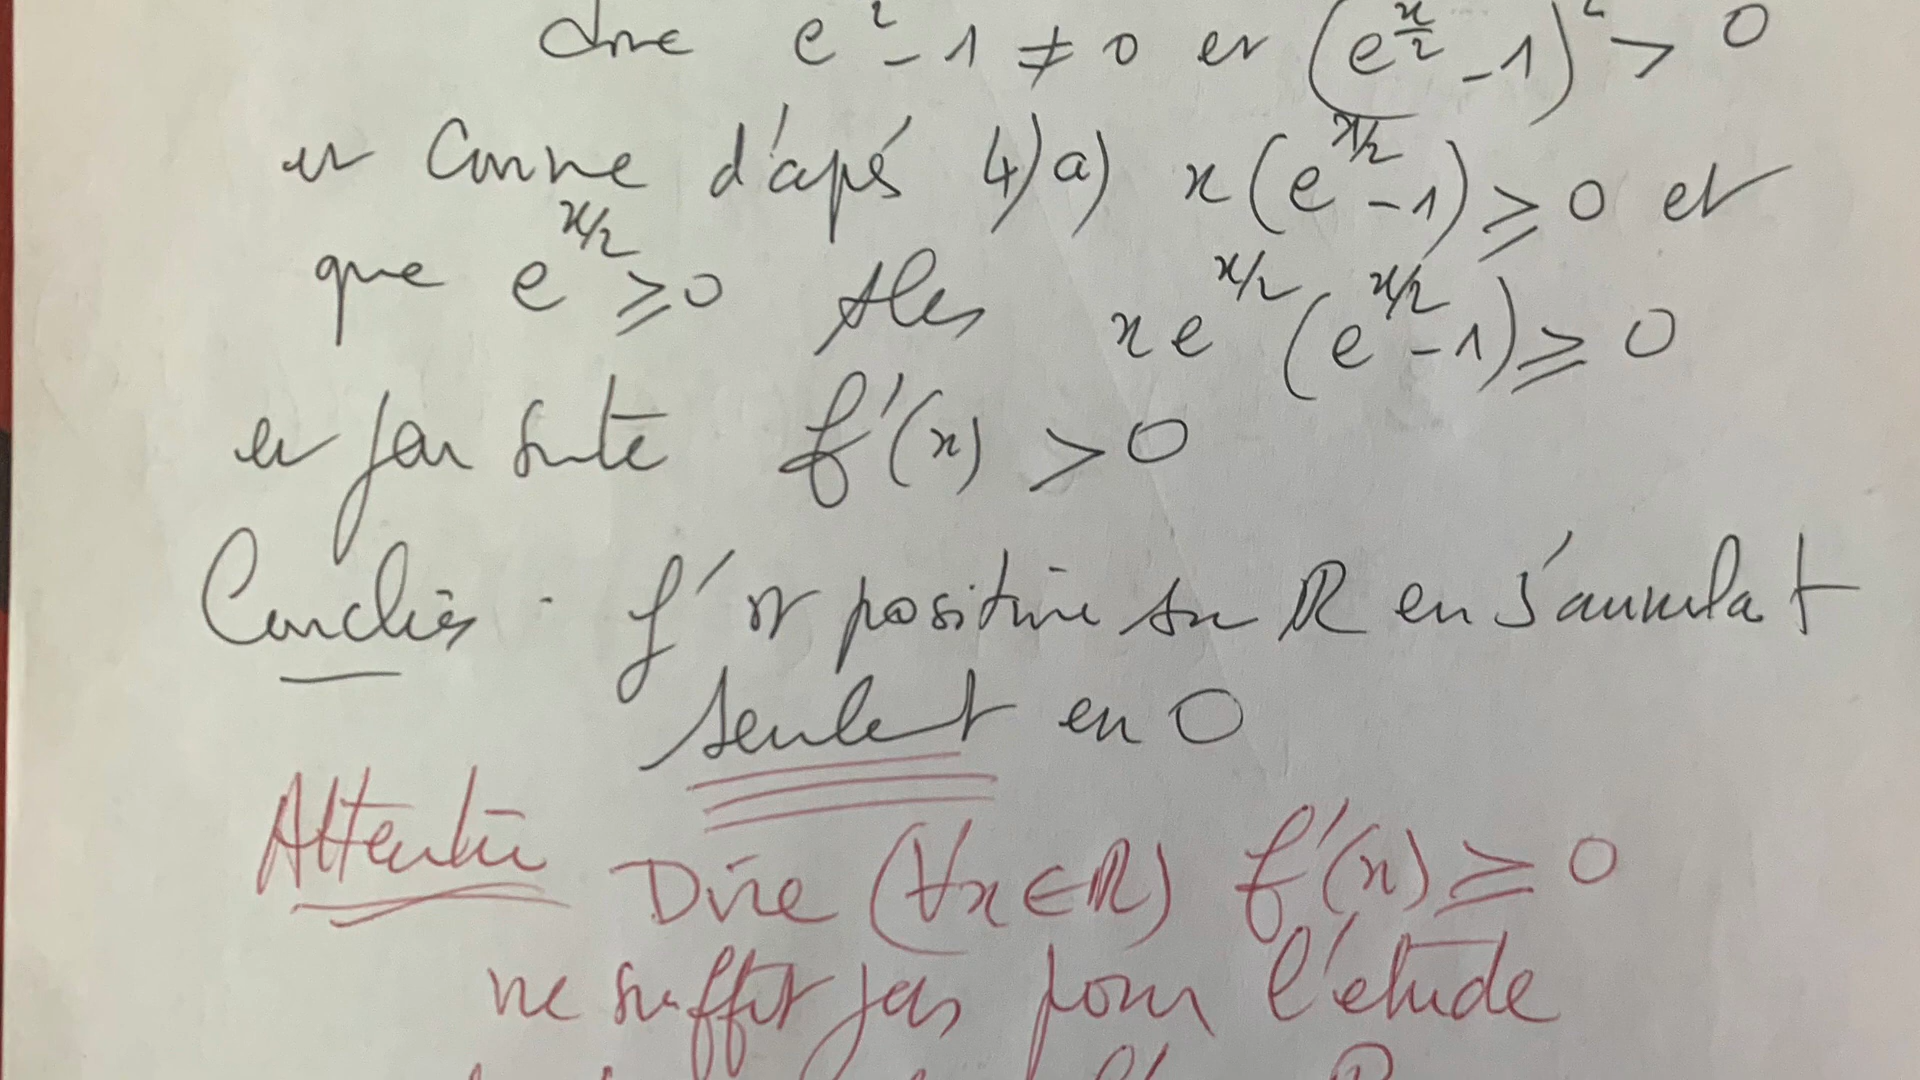 donc e² - 1 ≠ 0 et (e^{x/2} - 1)² > 0
et comme d'après 4)a) x(e^{x/2} - 1) ≥ 0 et
que e^{x/2} ≥ 0 Alors x e^{x/2} (e^{x/2} - 1) ≥ 0
et par suite f'(x) > 0
Conclusion . f' est positive sur ℝ en s'annulant
seulement en 0
Attention Dire (∀x∈ℝ) f'(x) ≥ 0
ne suffit pas pour l'étude